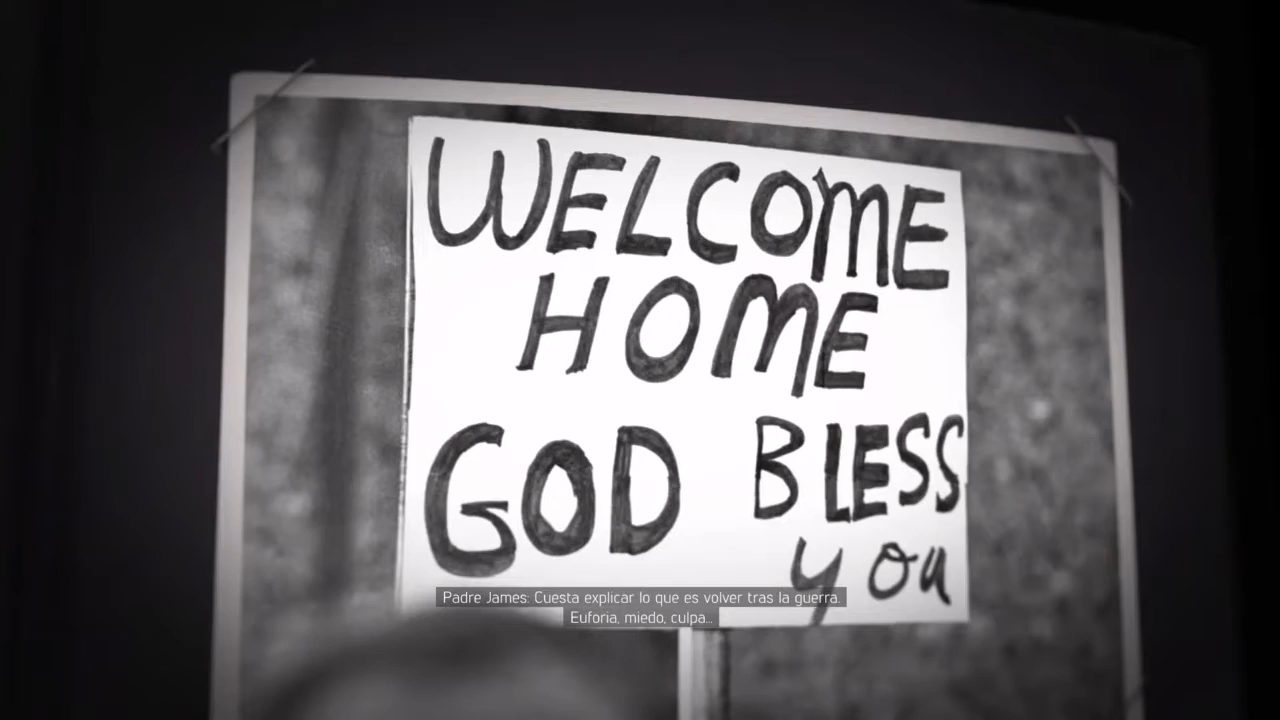 WELCOME
HOME
GOD BLESS
you
Padre James: Cuesta explicar lo que es volver tras la guerra.
Euforia, miedo, culpa...